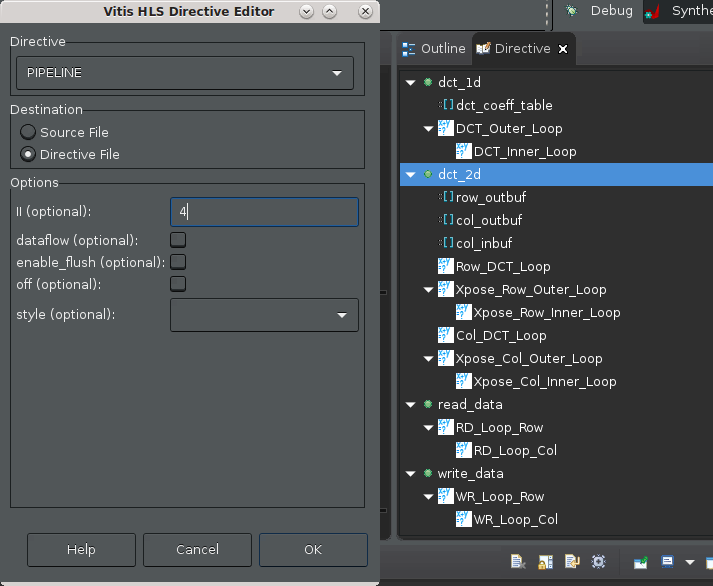 Vitis HLS Directive Editor
Directive
PIPELINE
Destination
Source File
Directive File
Options
II (optional):
4
dataflow (optional):
enable_flush (optional):
off (optional):
style (optional):
Help
Cancel
OK
Debug
Outline
Directive
dct_1d
dct_coeff_table
DCT_Outer_Loop
DCT_Inner_Loop
dct_2d
row_outbuf
col_outbuf
col_inbuf
Row_DCT_Loop
Xpose_Row_Outer_Loop
Xpose_Row_Inner_Loop
Col_DCT_Loop
Xpose_Col_Outer_Loop
Xpose_Col_Inner_Loop
read_data
RD_Loop_Row
RD_Loop_Col
write_data
WR_Loop_Row
WR_Loop_Col